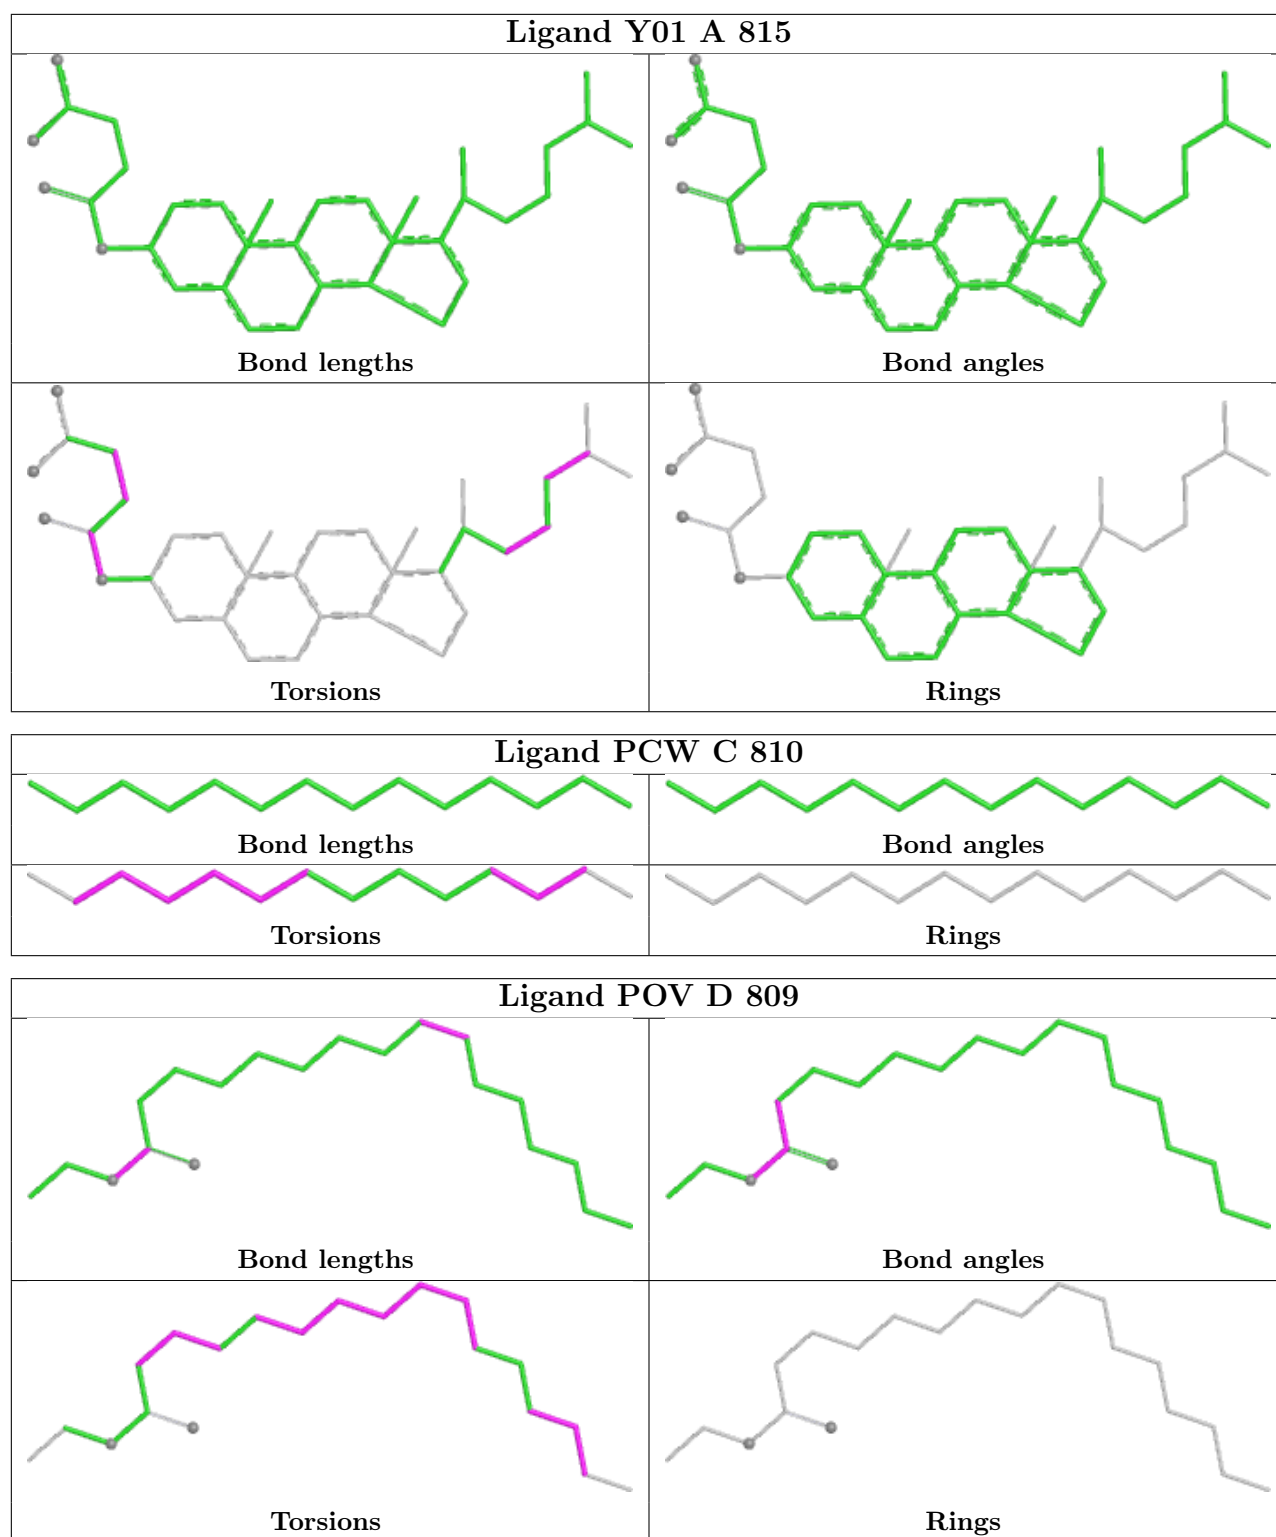 Ligand Y01 A 815
Bond lengths
Bond angles
Torsions
Rings
Ligand PCW C 810
Bond lengths
Bond angles
Torsions
Rings
Ligand POV D 809
Bond lengths
Bond angles
Torsions
Rings